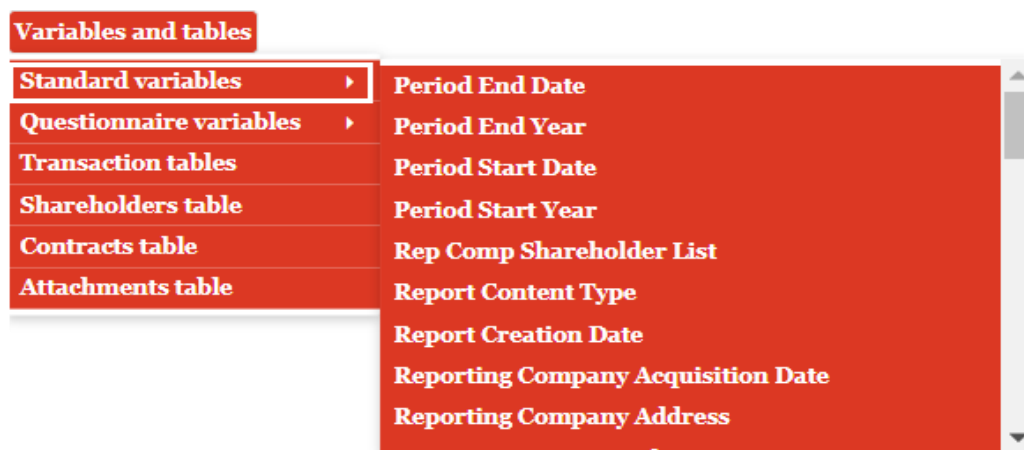 Variables and tables
Standard variables
Questionnaire variables
Transaction tables
Shareholders table
Contracts table
Attachments table
Period End Date
Period End Year
Period Start Date
Period Start Year
Rep Comp Shareholder List
Report Content Type
Report Creation Date
Reporting Company Acquisition Date
Reporting Company Address